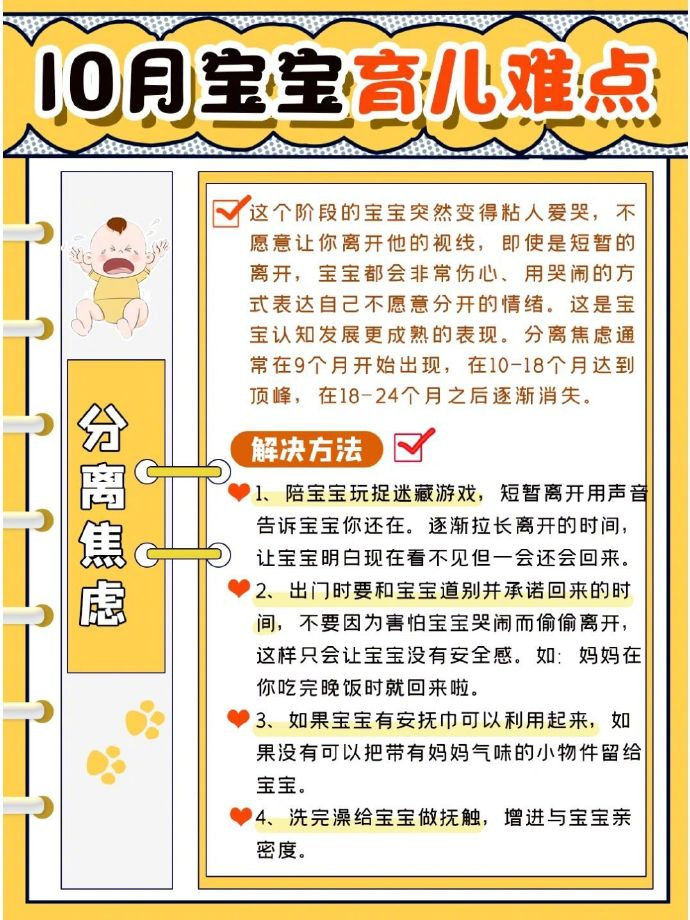 10月宝宝育儿难点
分离焦虑
这个阶段的宝宝突然变得粘人爱哭，不
愿意让你离开他的视线，即使是短暂的
离开，宝宝都会非常伤心、用哭闹的方
式表达自己不愿意分开的情绪。这是宝
宝认知发展更成熟的表现。分离焦虑通
常在9个月开始出现，在10-18个月达到
顶峰，在18-24个月之后逐渐消失。
解决方法
1、陪宝宝玩捉迷藏游戏，短暂离开用声音
告诉宝宝你还在。逐渐拉长离开的时间，
让宝宝明白现在看不见但一会还会回来。
2、出门时要和宝宝道别并承诺回来的时
间，不要因为害怕宝宝哭闹而偷偷离开，
这样只会让宝宝没有安全感。如：妈妈在
你吃完晚饭时就回来啦。
3、如果宝宝有安抚巾可以利用起来，如
果没有可以把带有妈妈气味的小物件留给
宝宝。
4、洗完澡给宝宝做抚触，增进与宝宝亲
密度。